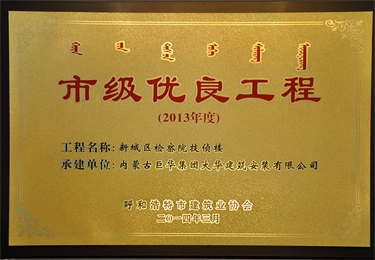 市级优良工程
(2013年度)
工程名称：新城区检察院技侦楼
承建单位：内蒙古巨华集团大华建筑安装有限公司
呼和浩特市建筑业协会
二〇一四年三月